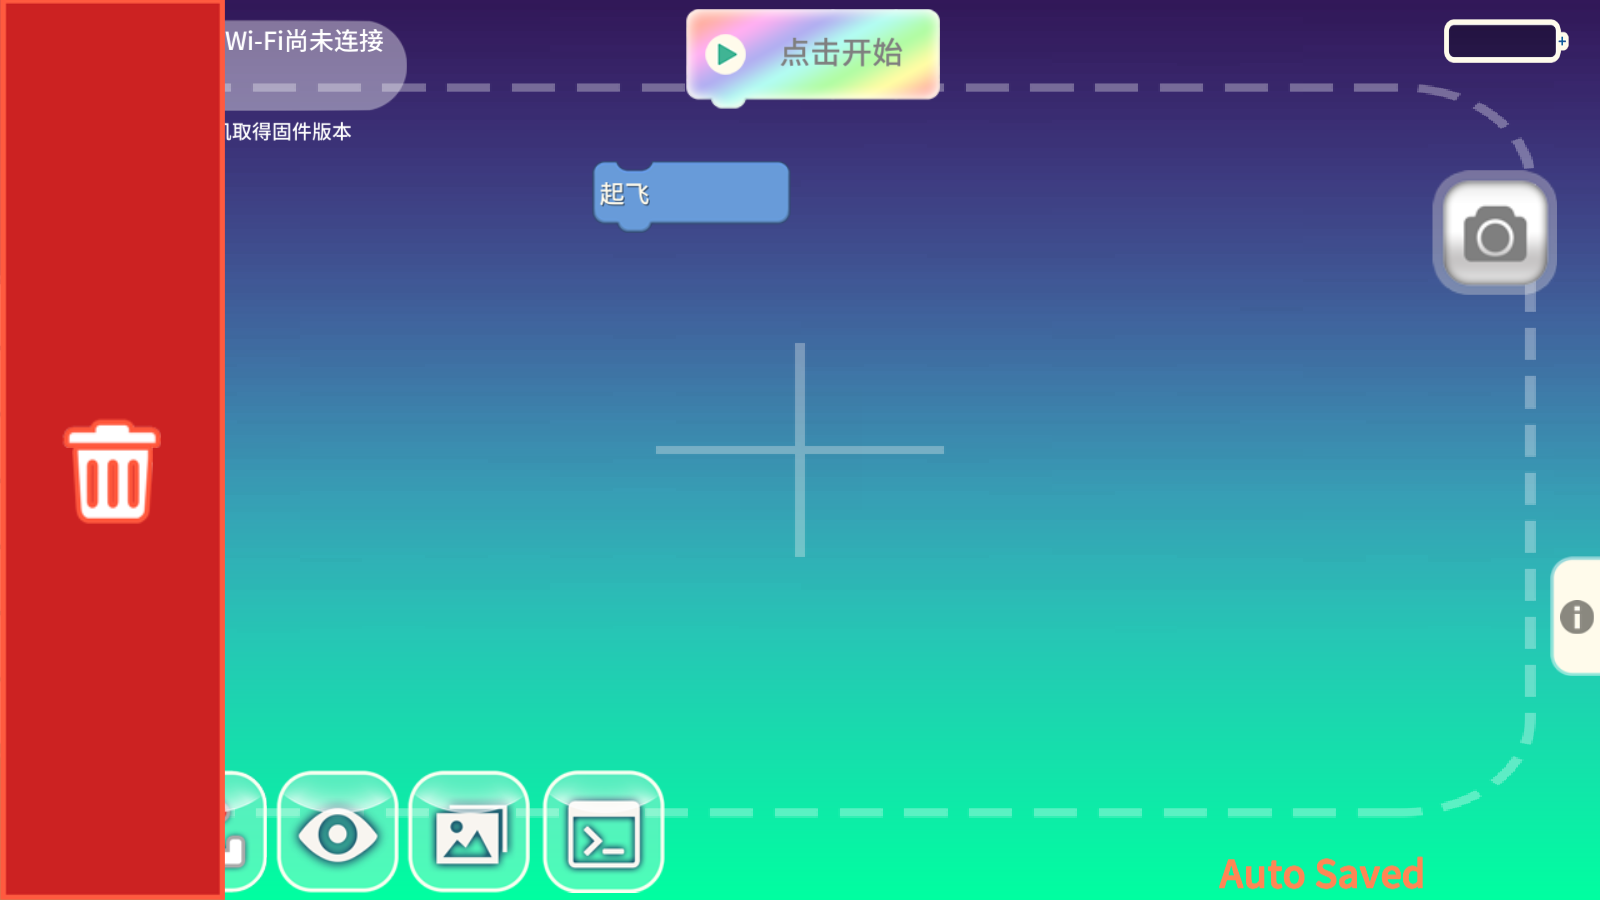 Wi-Fi尚未连接
点击开始
取得固件版本
起飞
Auto Saved